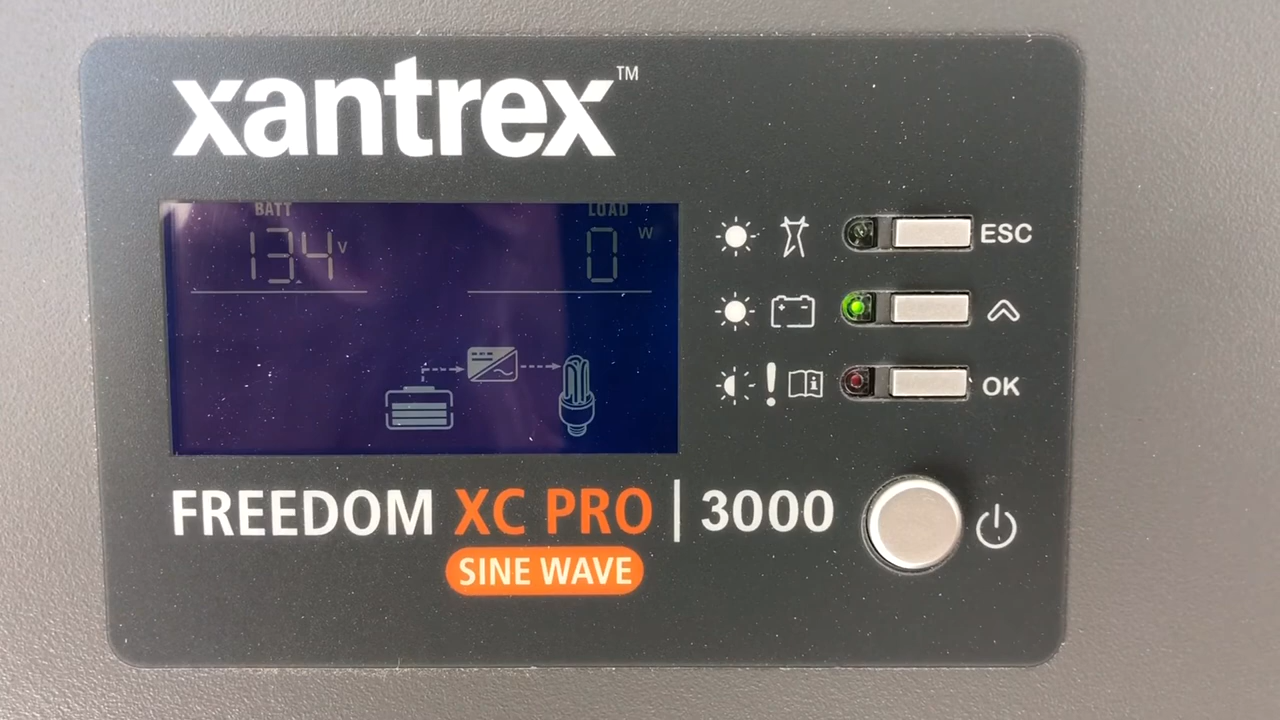 xantrex™
BATT LOAD
13.4 V 0 W
ESC
OK
FREEDOM XC PRO | 3000
SINE WAVE